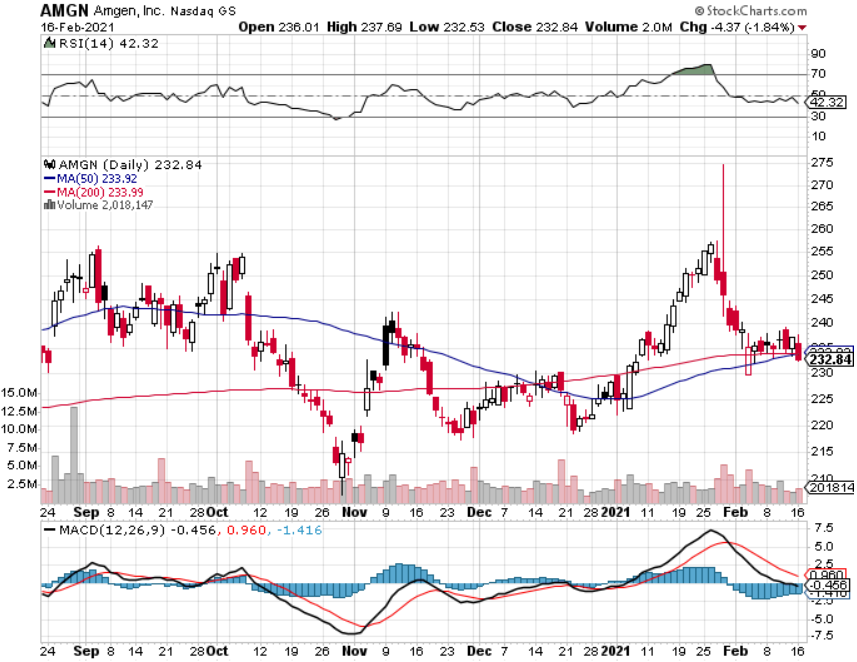 AMGN Amgen, Inc. Nasdaq GS © StockCharts.com
16-Feb-2021 Open 236.01 High 237.69 Low 232.53 Close 232.84 Volume 2.0M Chg -4.37 (-1.84%)
RSI(14) 42.32
90
70
50
42.32
30
10
AMGN (Daily) 232.84
MA(50) 233.92
MA(200) 233.99
Volume 2,018,147
275
270
265
260
255
250
245
240
235
232.84
230
225
220
215
210
15.0M
12.5M
10.0M
7.5M
5.0M
2.5M
201814
24 Sep 8 14 21 28 Oct 12 19 26 Nov 9 16 23 Dec 7 14 21 28 2021 11 19 25 Feb 8 16
MACD(12,26,9) -0.456, 0.960, -1.416
7.5
5.0
2.5
0.960
-0.456
-2.5
-5.0
-7.5
24 Sep 8 14 21 28 Oct 12 19 26 Nov 9 16 23 Dec 7 14 21 28 2021 11 19 25 Feb 8 16